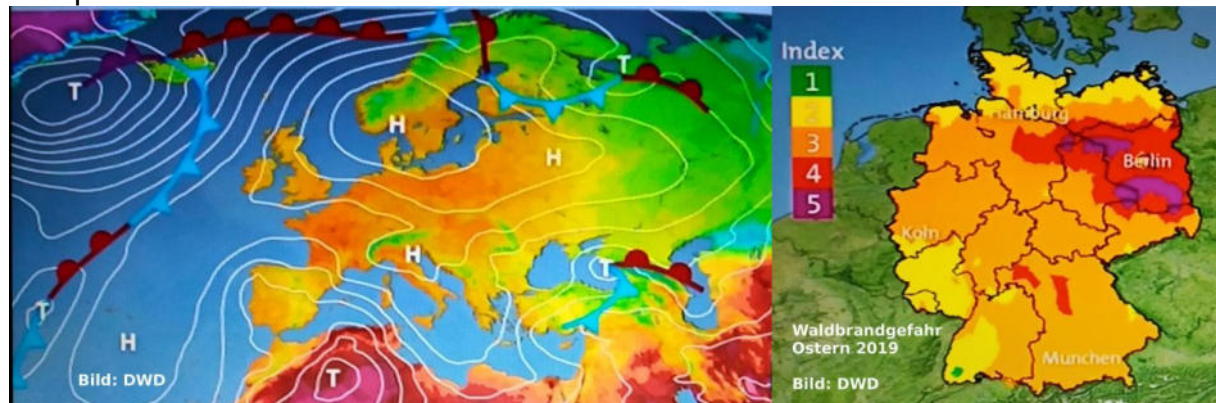 T
H
T
H
H
T
T
H
T
Bild: DWD
Index
1
2
3
4
5
Hamburg
Berlin
Köln
München
Waldbrandgefahr
Ostern 2019
Bild: DWD